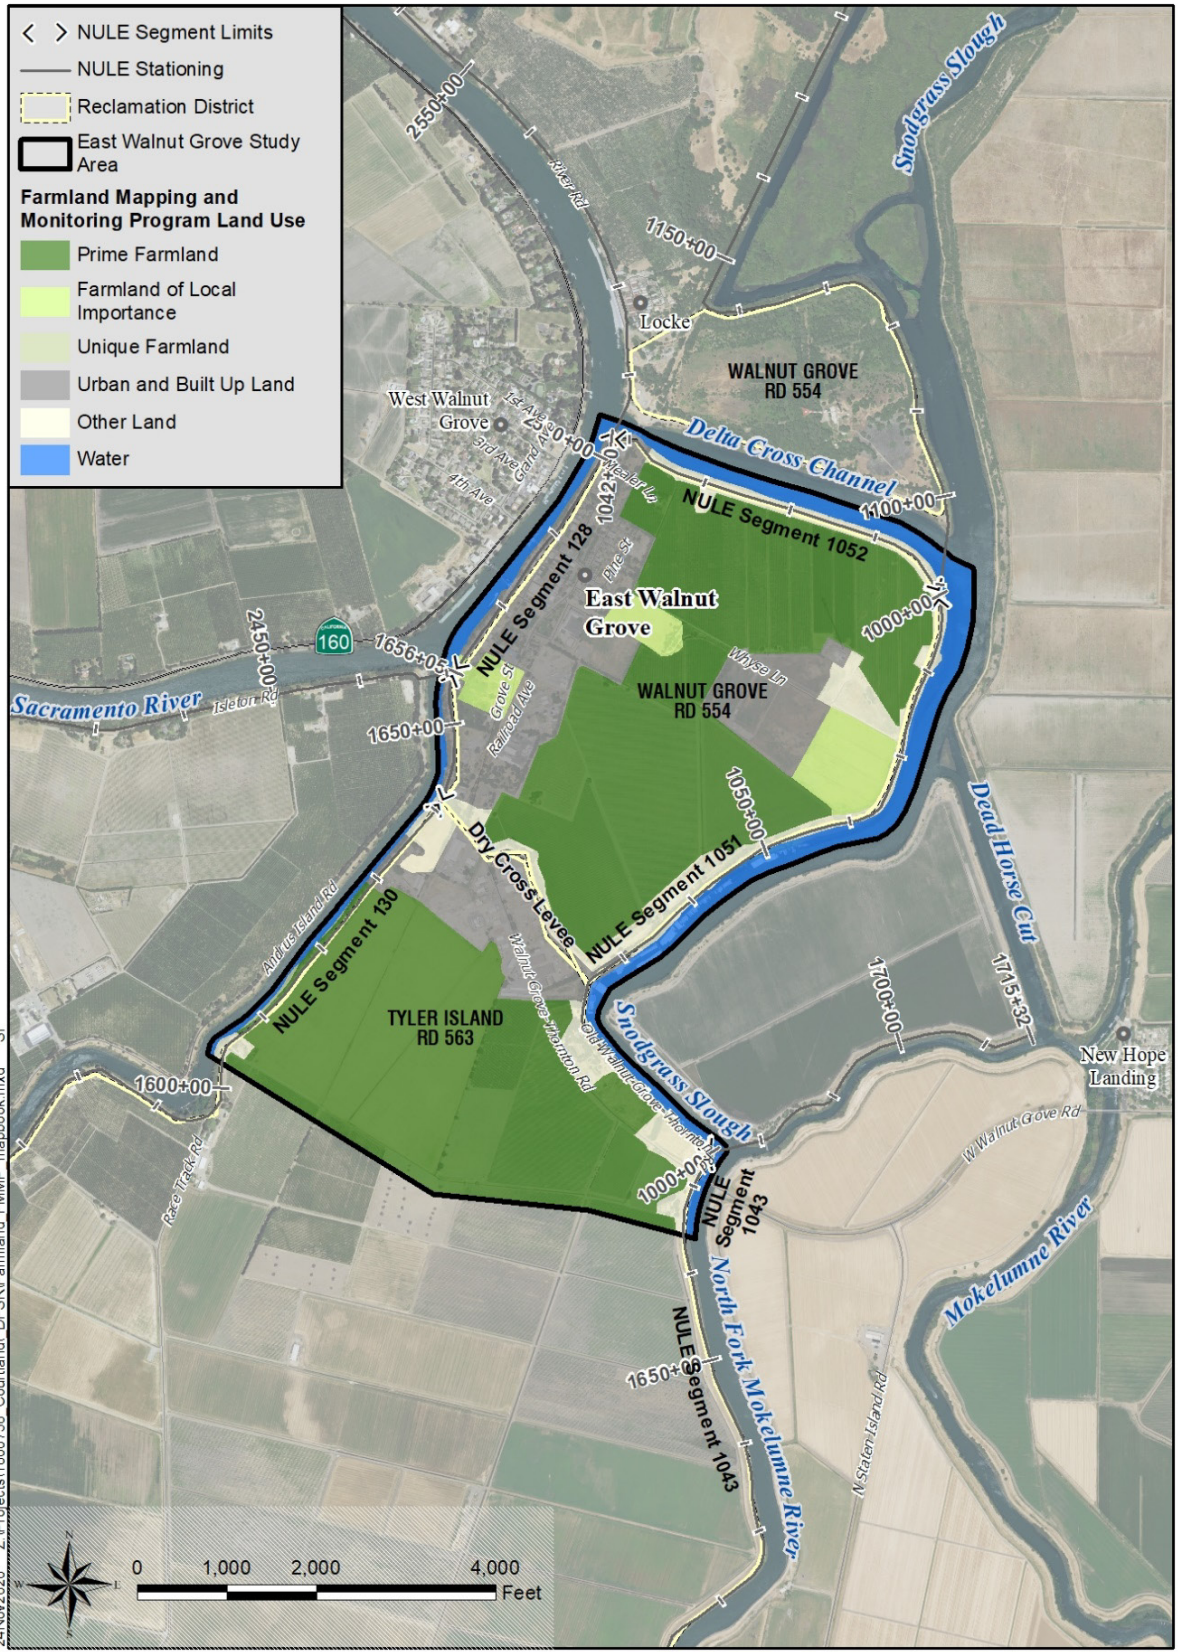 NULE Segment Limits
NULE Stationing
Reclamation District
East Walnut Grove Study
Area
Farmland Mapping and
Monitoring Program Land Use
Prime Farmland
Farmland of Local
Importance
Unique Farmland
Urban and Built Up Land
Other Land
Water
2550+00
River Rd
Snodgrass Slough
1150+00
Locke
WALNUT GROVE
RD 554
West Walnut
Grove
1st Ave
Grand Ave
3rd Ave
4th Ave
1042+
Mealer Ln
Delta Cross Channel
1100+00
NULE Segment 1052
NULE Segment 128
Pine St
East Walnut
Grove
1000+00
CALIFORNIA
160
2450+00
1656+05
Sacramento River
Isleton Rd
Grove St
Railroad Ave
Whyse Ln
WALNUT GROVE
RD 554
1650+00
1050+00
Dead Horse Cut
Dry Cross Levee
NULE Segment 1051
NULE Segment 130
Andrus Island Rd
Walnut Grove-Thornton Rd
TYLER ISLAND
RD 563
Old Walnut Grove-Thornton Rd
Snodgrass Slough
1700+00
1715+32
New Hope
Landing
W Walnut Grove Rd
1600+00
Race Track Rd
1000+00
NULE
Segment
1043
Mokelumne River
North Fork Mokelumne River
NULE Segment 1043
1650+00
N Staten Island Rd
N
W
E
S
0
1,000
2,000
4,000
Feet